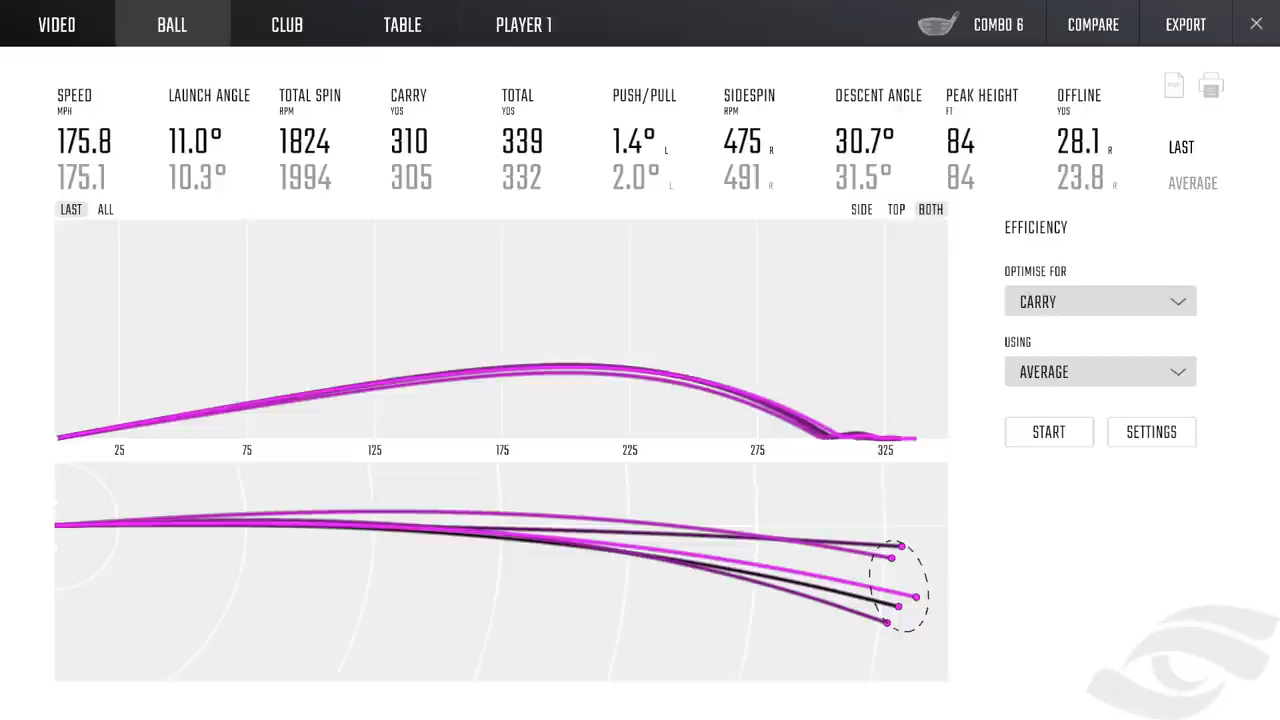 VIDEO BALL CLUB TABLE PLAYER 1 COMBO 6 COMPARE EXPORT
SPEED LAUNCH ANGLE TOTAL SPIN CARRY TOTAL PUSH/PULL SIDESPIN DESCENT ANGLE PEAK HEIGHT OFFLINE
MPH RPM YDS YDS RPM FT YDS
175.8 11.0° 1824 310 339 1.4° L 475 R 30.7° 84 28.1 R LAST
175.1 10.3° 1994 305 332 2.0° L 491 R 31.5° 84 23.8 R AVERAGE
LAST ALL SIDE TOP BOTH
EFFICIENCY
OPTIMISE FOR
CARRY
USING
AVERAGE
START SETTINGS
25 75 125 175 225 275 325